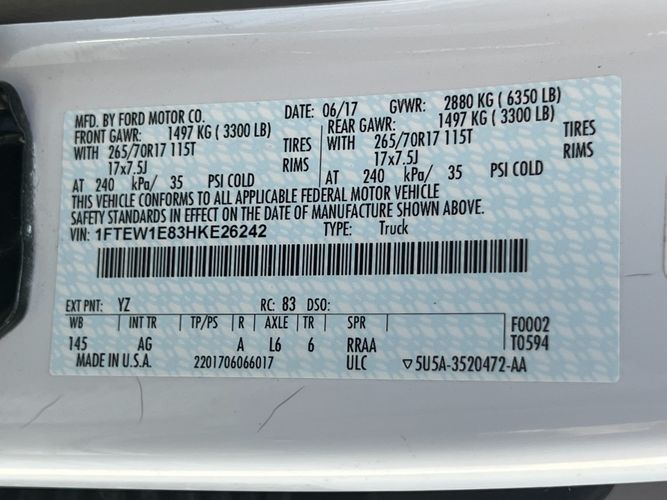 MFD. BY FORD MOTOR CO. DATE: 06/17 GVWR: 2880 KG ( 6350 LB)
FRONT GAWR: 1497 KG ( 3300 LB) REAR GAWR: 1497 KG ( 3300 LB)
WITH 265/70R17 115T TIRES WITH 265/70R17 115T TIRES
17x7.5J RIMS 17x7.5J RIMS
AT 240 kPa/ 35 PSI COLD AT 240 kPa/ 35 PSI COLD
THIS VEHICLE CONFORMS TO ALL APPLICABLE FEDERAL MOTOR VEHICLE
SAFETY STANDARDS IN EFFECT ON THE DATE OF MANUFACTURE SHOWN ABOVE.
VIN: 1FTEW1E83HKE26242 TYPE: Truck
EXT PNT: YZ RC: 83 DSO:
WB INT TR TP/PS R AXLE TR SPR F0002
145 AG A L6 6 RRAA T0594
MADE IN U.S.A. 2201706066017 ULC ▽5U5A-3520472-AA